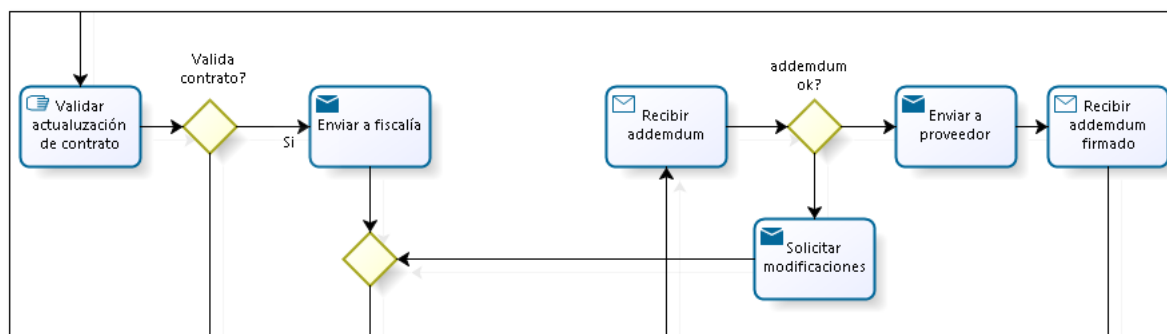 Validar
actualuzación
de contrato
Valida
contrato?
Si
Enviar a fiscalía
Recibir
addemdum
addemdum
ok?
Enviar a
proveedor
Recibir
addemdum
firmado
Solicitar
modificaciones